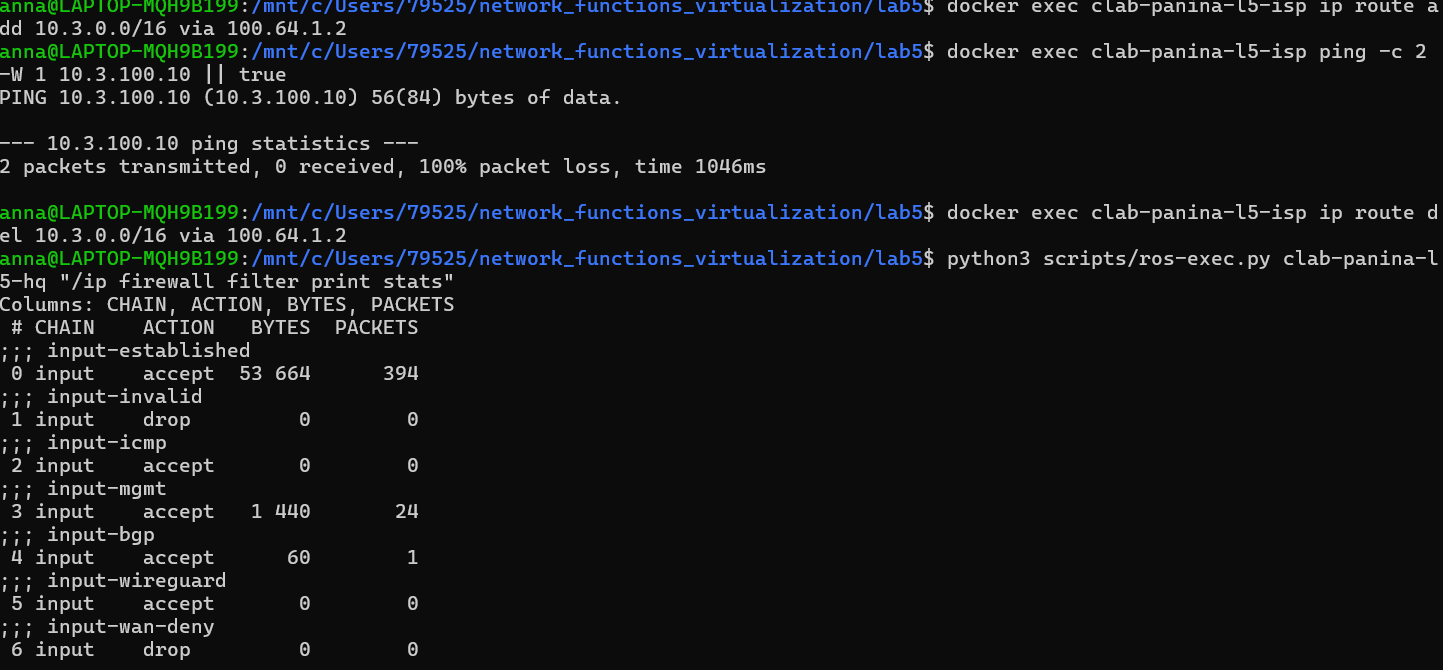 anna@LAPTOP-MQH9B199:/mnt/c/Users/79525/network_functions_virtualization/lab5$ docker exec clab-panina-l5-isp ip route a
dd 10.3.0.0/16 via 100.64.1.2
anna@LAPTOP-MQH9B199:/mnt/c/Users/79525/network_functions_virtualization/lab5$ docker exec clab-panina-l5-isp ping -c 2
-W 1 10.3.100.10 || true
PING 10.3.100.10 (10.3.100.10) 56(84) bytes of data.

--- 10.3.100.10 ping statistics ---
2 packets transmitted, 0 received, 100% packet loss, time 1046ms

anna@LAPTOP-MQH9B199:/mnt/c/Users/79525/network_functions_virtualization/lab5$ docker exec clab-panina-l5-isp ip route d
el 10.3.0.0/16 via 100.64.1.2
anna@LAPTOP-MQH9B199:/mnt/c/Users/79525/network_functions_virtualization/lab5$ python3 scripts/ros-exec.py clab-panina-l
5-hq "/ip firewall filter print stats"
Columns: CHAIN, ACTION, BYTES, PACKETS
 # CHAIN    ACTION   BYTES  PACKETS
;;; input-established
 0 input    accept  53 664      394
;;; input-invalid
 1 input    drop         0        0
;;; input-icmp
 2 input    accept       0        0
;;; input-mgmt
 3 input    accept   1 440       24
;;; input-bgp
 4 input    accept      60        1
;;; input-wireguard
 5 input    accept       0        0
;;; input-wan-deny
 6 input    drop         0        0